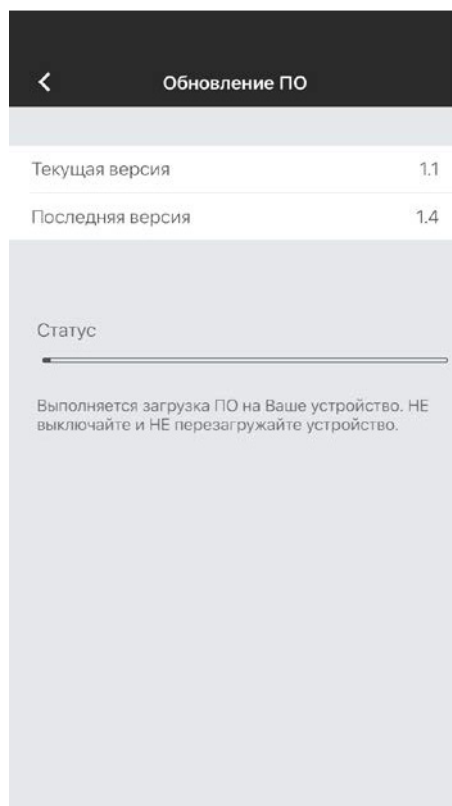 Обновление ПО
Текущая версия 1.1
Последняя версия 1.4
Статус
Выполняется загрузка ПО на Ваше устройство. НЕ
выключайте и НЕ перезагружайте устройство.